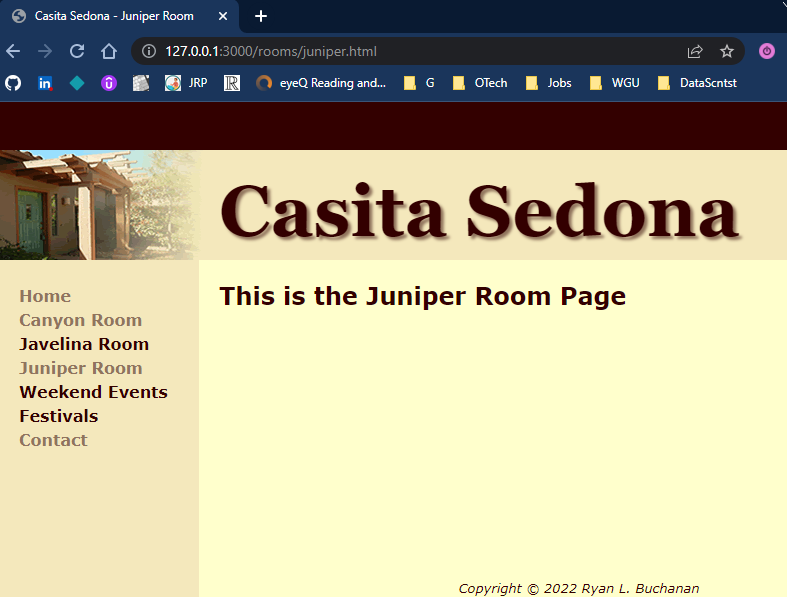 Casita Sedona - Juniper Room
127.0.0.1:3000/rooms/juniper.html
in JRP R eyeQ Reading and... G OTech Jobs WGU DataScntst
Casita Sedona
Home
This is the Juniper Room Page
Canyon Room
Javelina Room
Juniper Room
Weekend Events
Festivals
Contact
Copyright © 2022 Ryan L. Buchanan